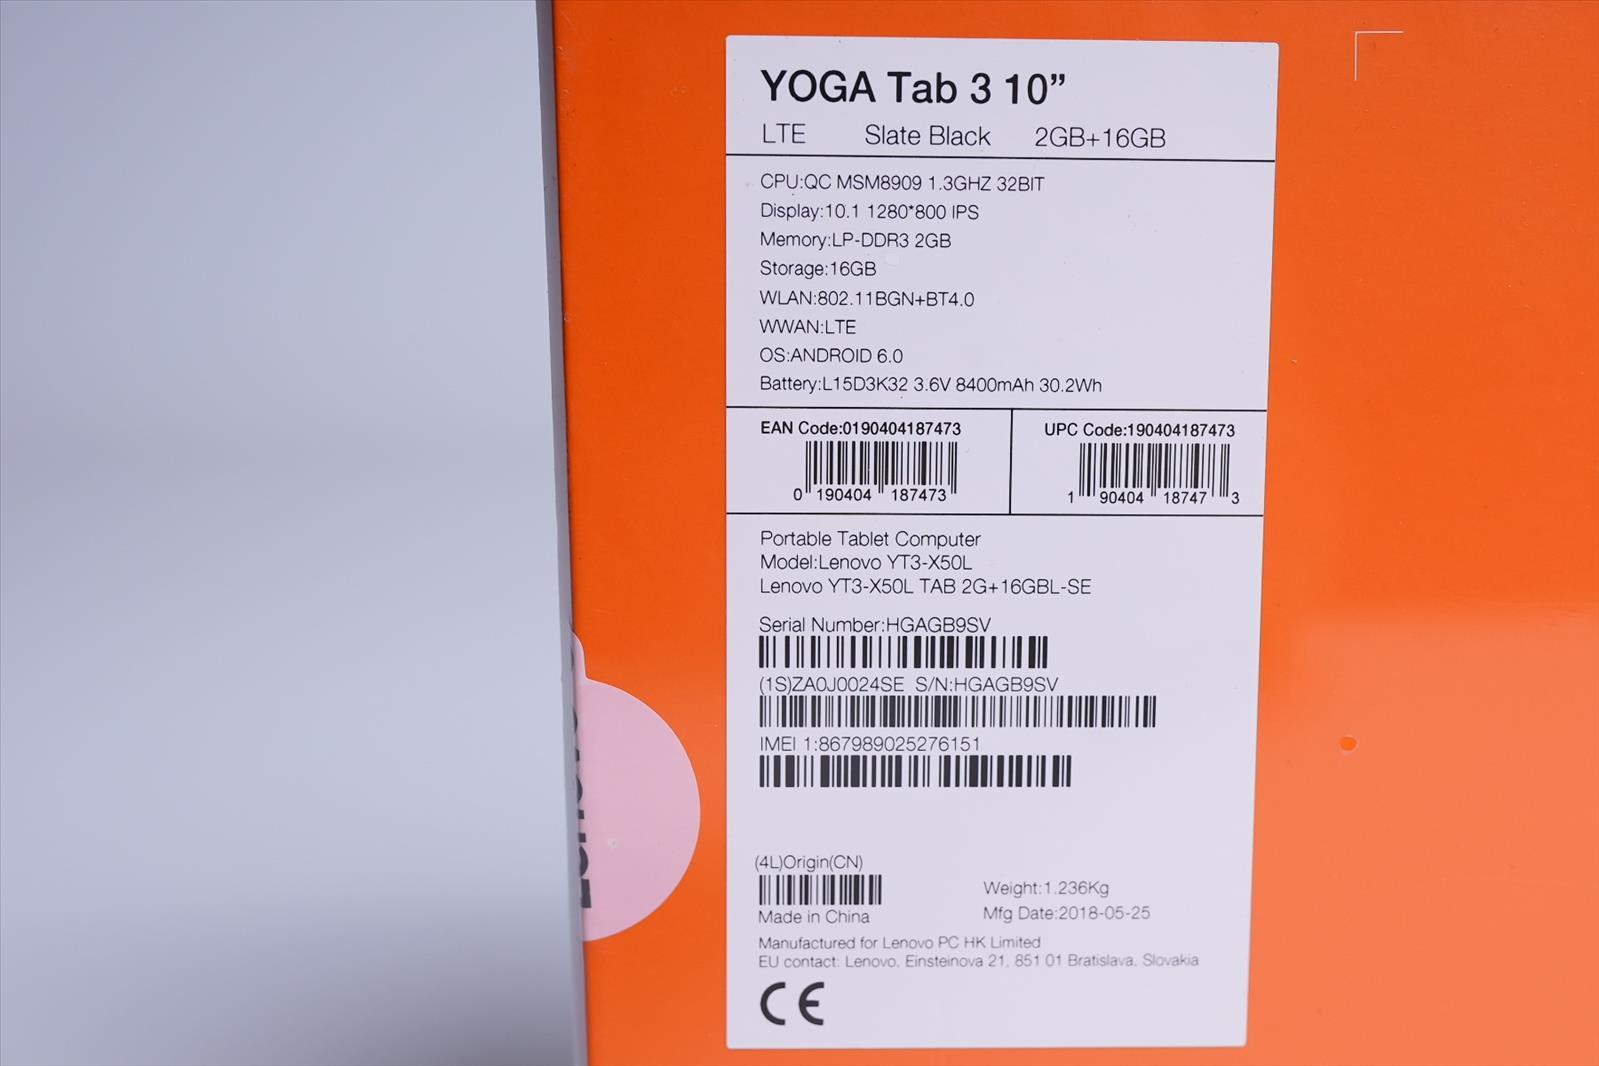 YOGA Tab 3 10”
LTE Slate Black 2GB+16GB
CPU:QC MSM8909 1.3GHZ 32BIT
Display:10.1 1280*800 IPS
Memory:LP-DDR3 2GB
Storage:16GB
WLAN:802.11BGN+BT4.0
WWAN:LTE
OS:ANDROID 6.0
Battery:L15D3K32 3.6V 8400mAh 30.2Wh
EAN Code:0190404187473
0 190404 187473
UPC Code:190404187473
1 90404 18747 3
Portable Tablet Computer
Model:Lenovo YT3-X50L
Lenovo YT3-X50L TAB 2G+16GBL-SE
Serial Number:HGAGB9SV
(1S)ZA0J0024SE S/N:HGAGB9SV
IMEI 1:867989025276151
(4L)Origin(CN)
Made in China
Weight:1.236Kg
Mfg Date:2018-05-25
Manufactured for Lenovo PC HK Limited
EU contact: Lenovo, Einsteinova 21, 851 01 Bratislava, Slovakia
CE